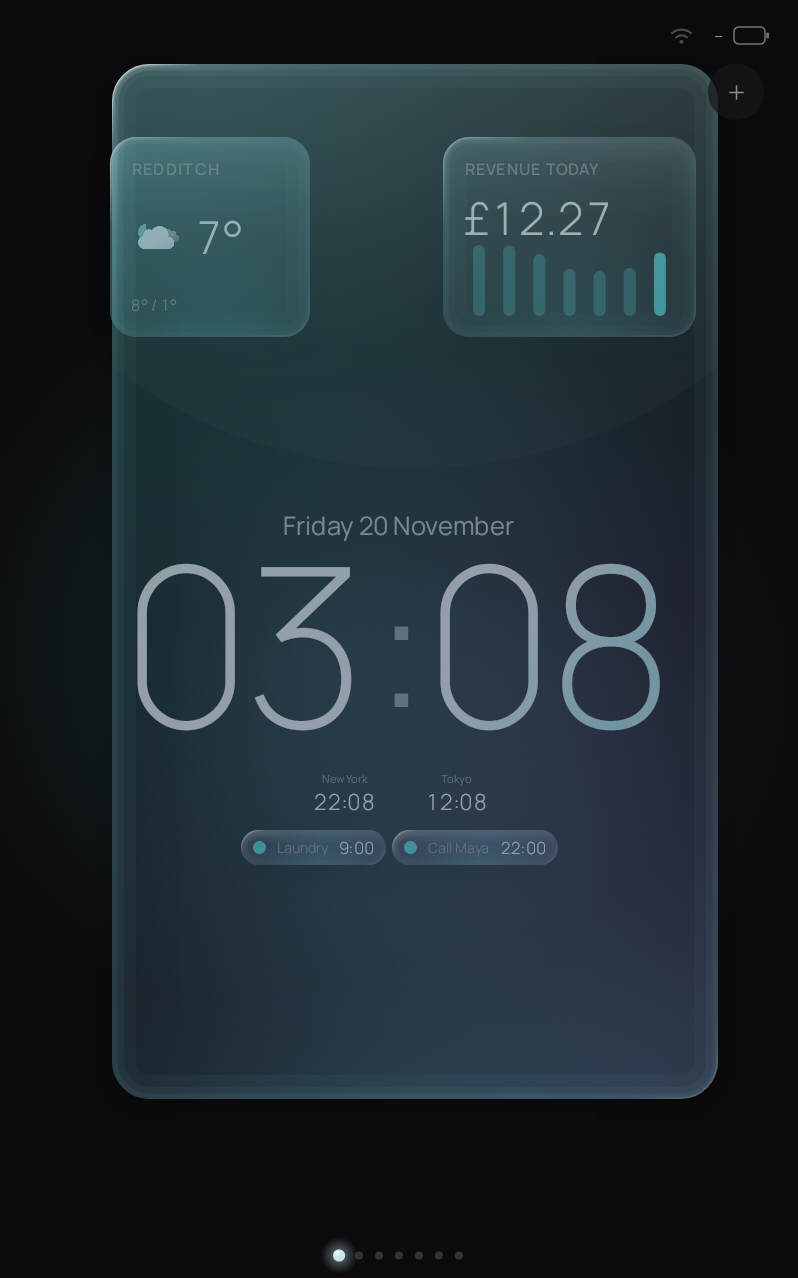 REDDITCH
7°
8° / 1°
REVENUE TODAY
£12.27
Friday 20 November
03:08
New York
22:08
Tokyo
12:08
Laundry 9:00
Call Maya 22:00